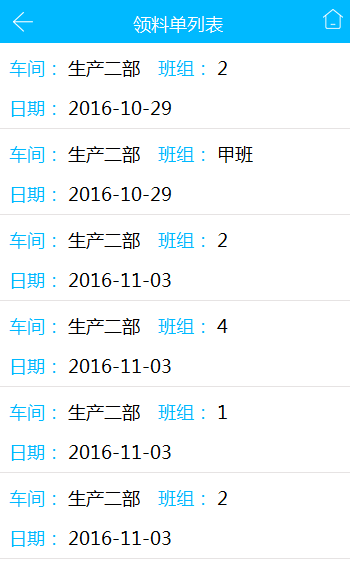 领料单列表
车间： 生产二部 班组： 2
日期： 2016-10-29
车间： 生产二部 班组： 甲班
日期： 2016-10-29
车间： 生产二部 班组： 2
日期： 2016-11-03
车间： 生产二部 班组： 4
日期： 2016-11-03
车间： 生产二部 班组： 1
日期： 2016-11-03
车间： 生产二部 班组： 2
日期： 2016-11-03